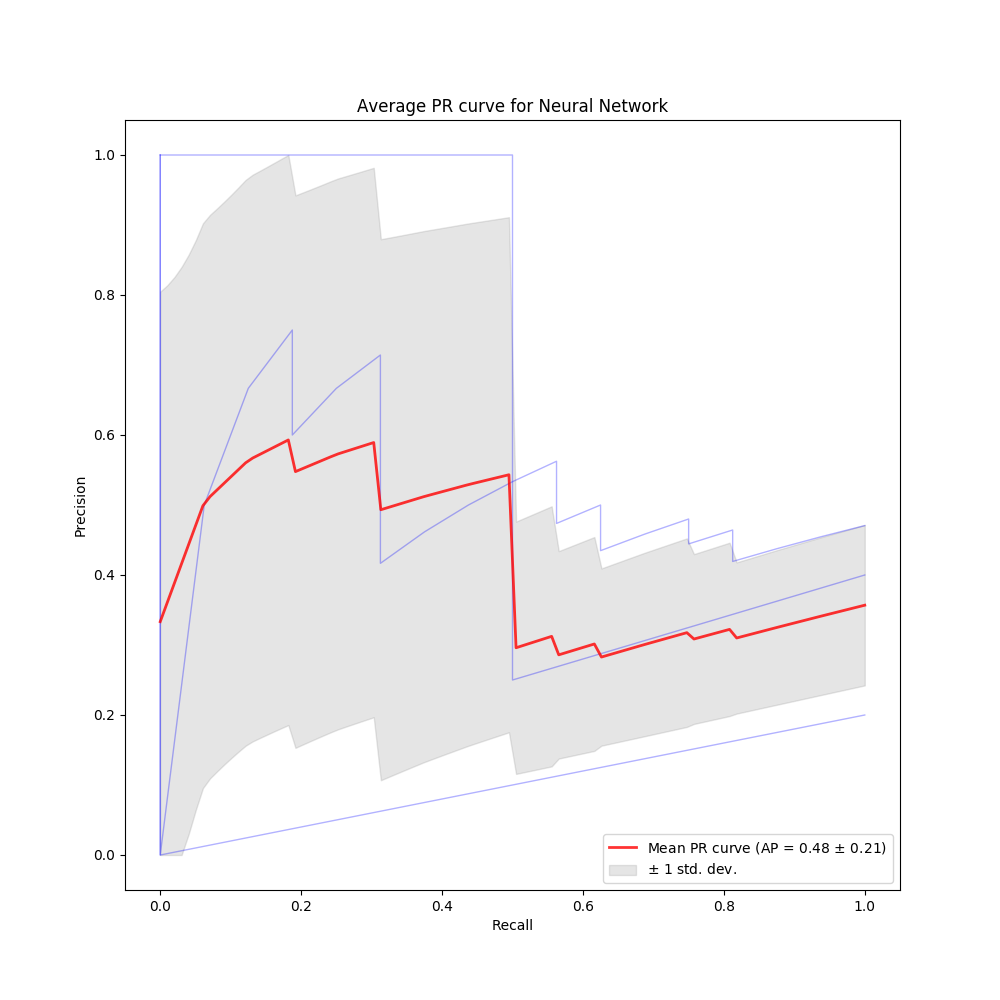 Average PR curve for Neural Network
Precision
1.0
0.8
0.6
0.4
0.2
0.0
0.0 0.2 0.4 0.6 0.8 1.0
Recall
Mean PR curve (AP = 0.48 ± 0.21)
± 1 std. dev.